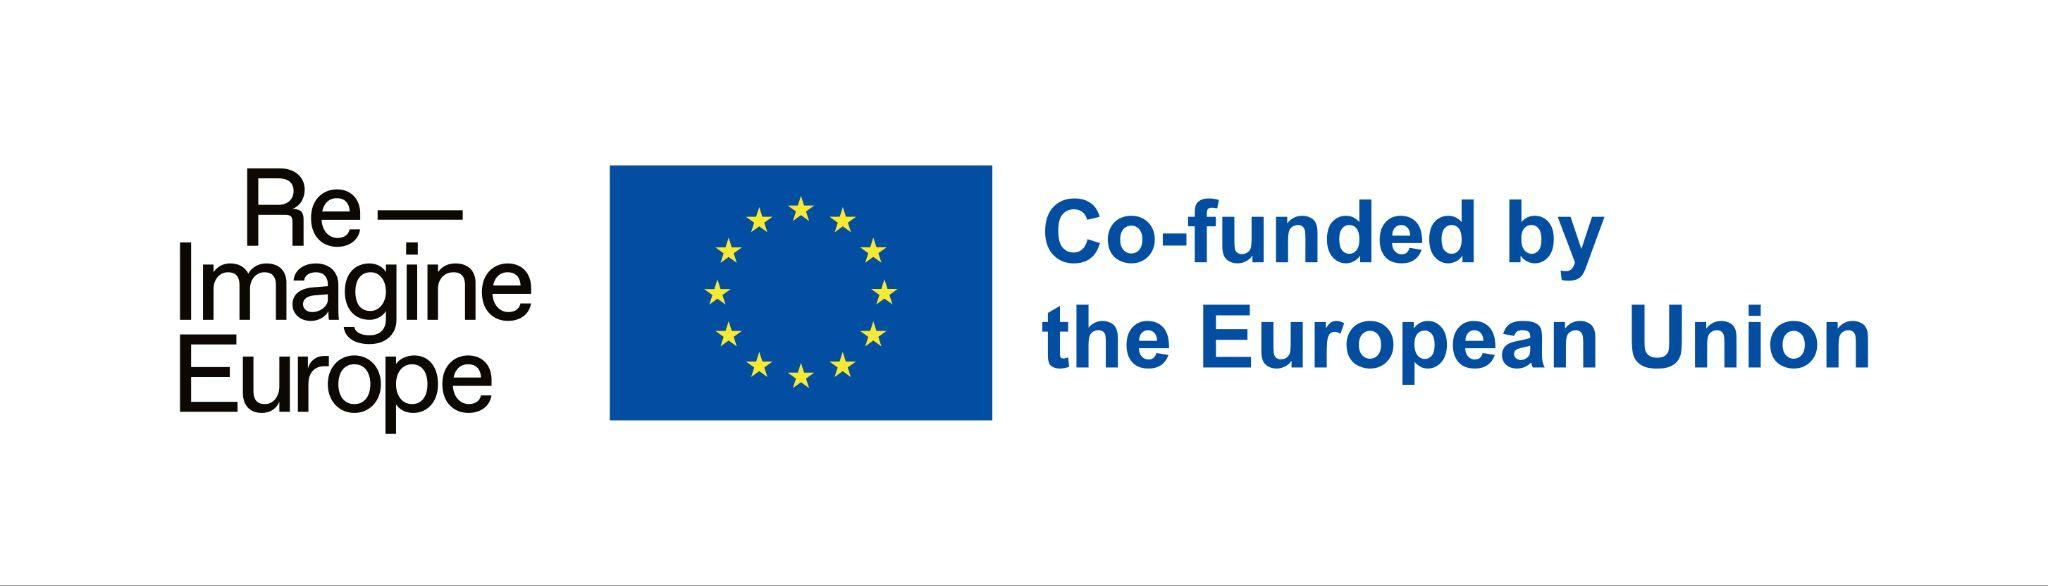 Re—
Imagine
Europe
Co-funded by
the European Union